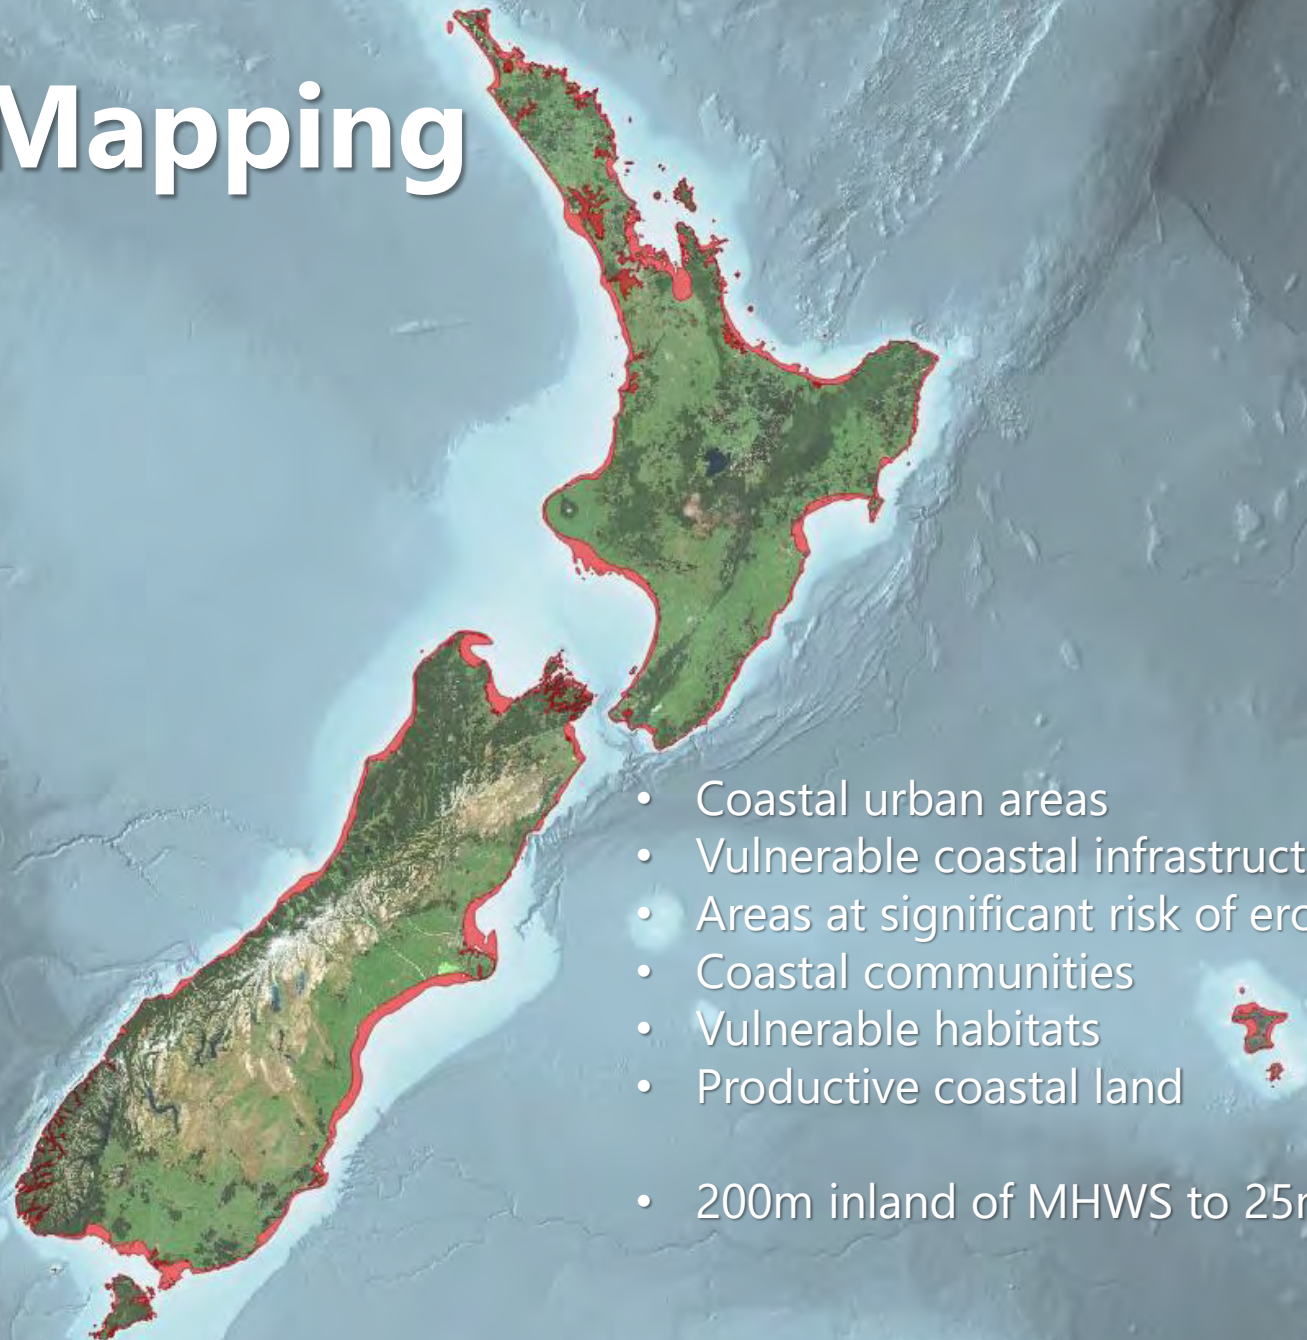 Mapping
• Coastal urban areas
• Vulnerable coastal infrastruct
• Areas at significant risk of ero
• Coastal communities
• Vulnerable habitats
• Productive coastal land
• 200m inland of MHWS to 25m